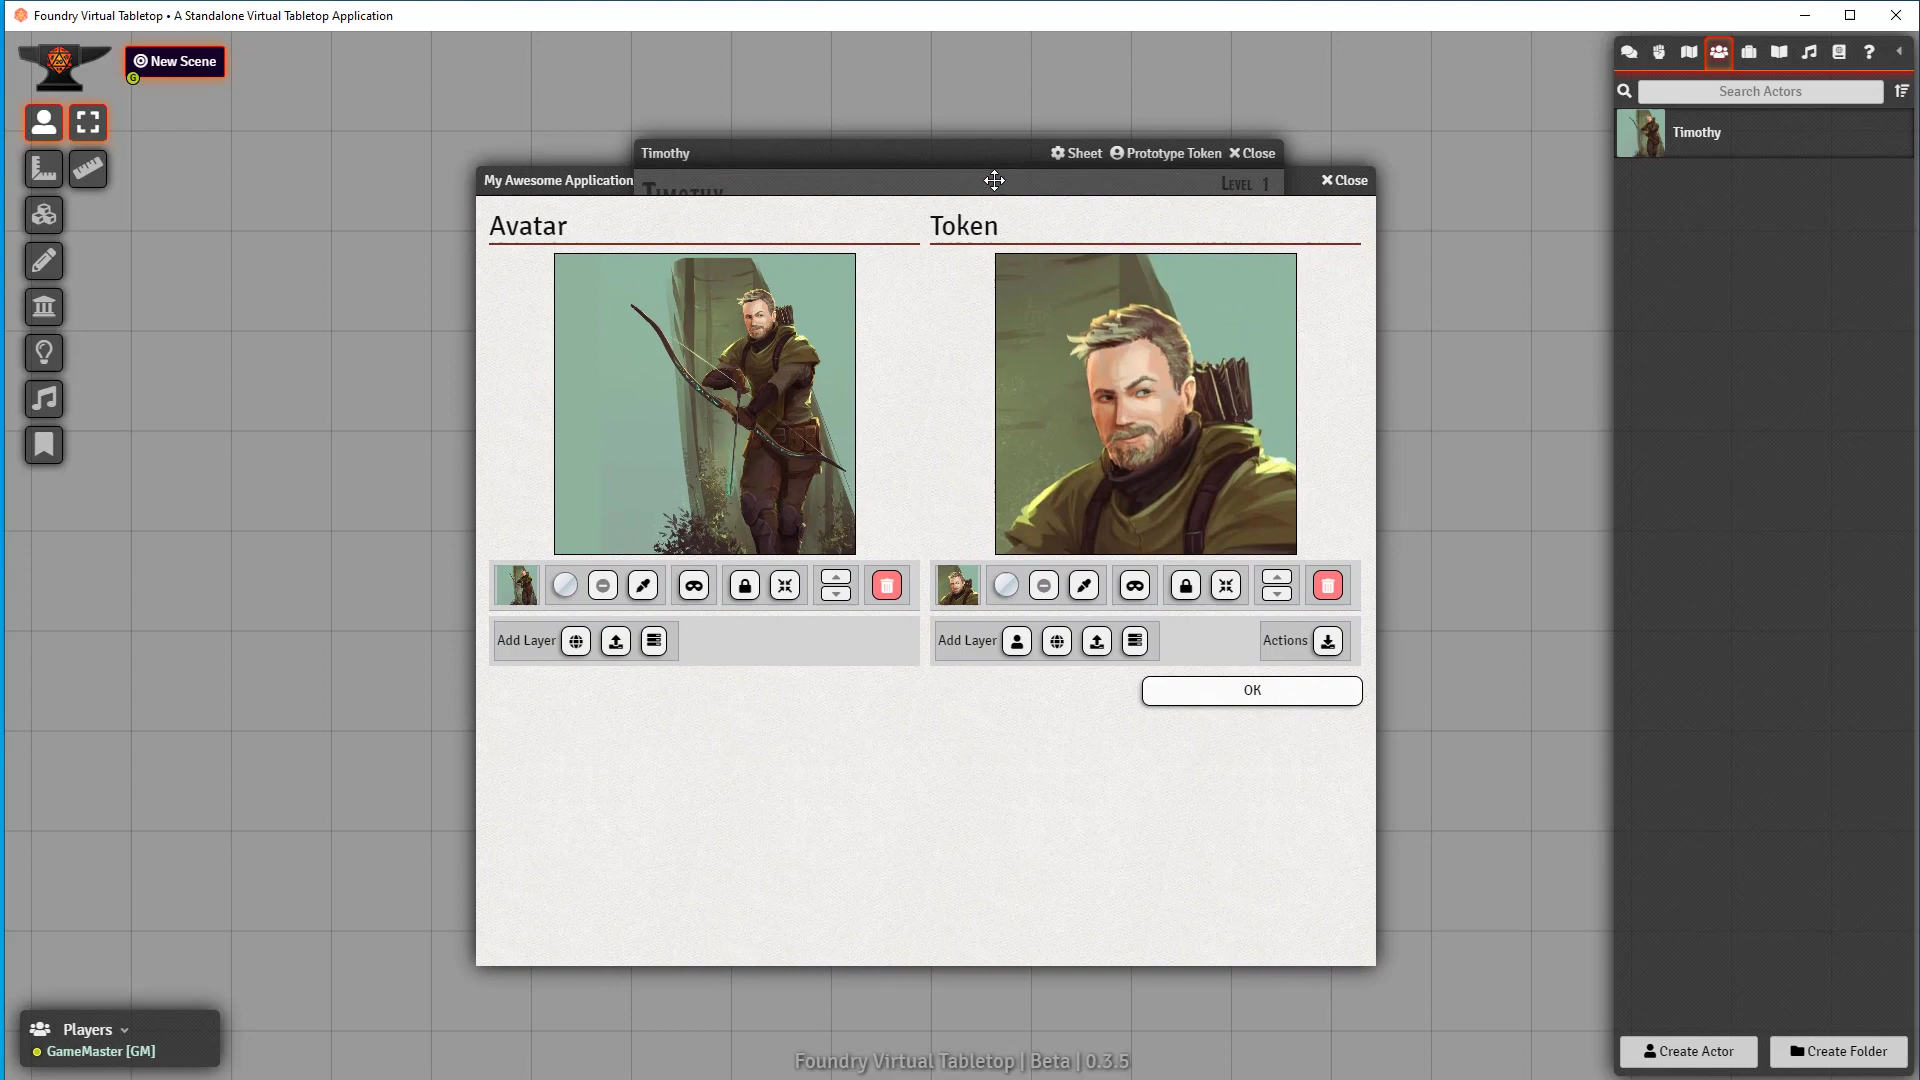 Foundry Virtual Tabletop • A Standalone Virtual Tabletop Application
New Scene
G
Search Actors
Timothy
Timothy
Sheet
Prototype Token
Close
My Awesome Application
TIMOTHY
LEVEL 1
Close
Avatar
Token
Add Layer
Add Layer
Actions
OK
Players
GameMaster [GM]
Foundry Virtual Tabletop | Beta | 0.3.5
Create Actor
Create Folder